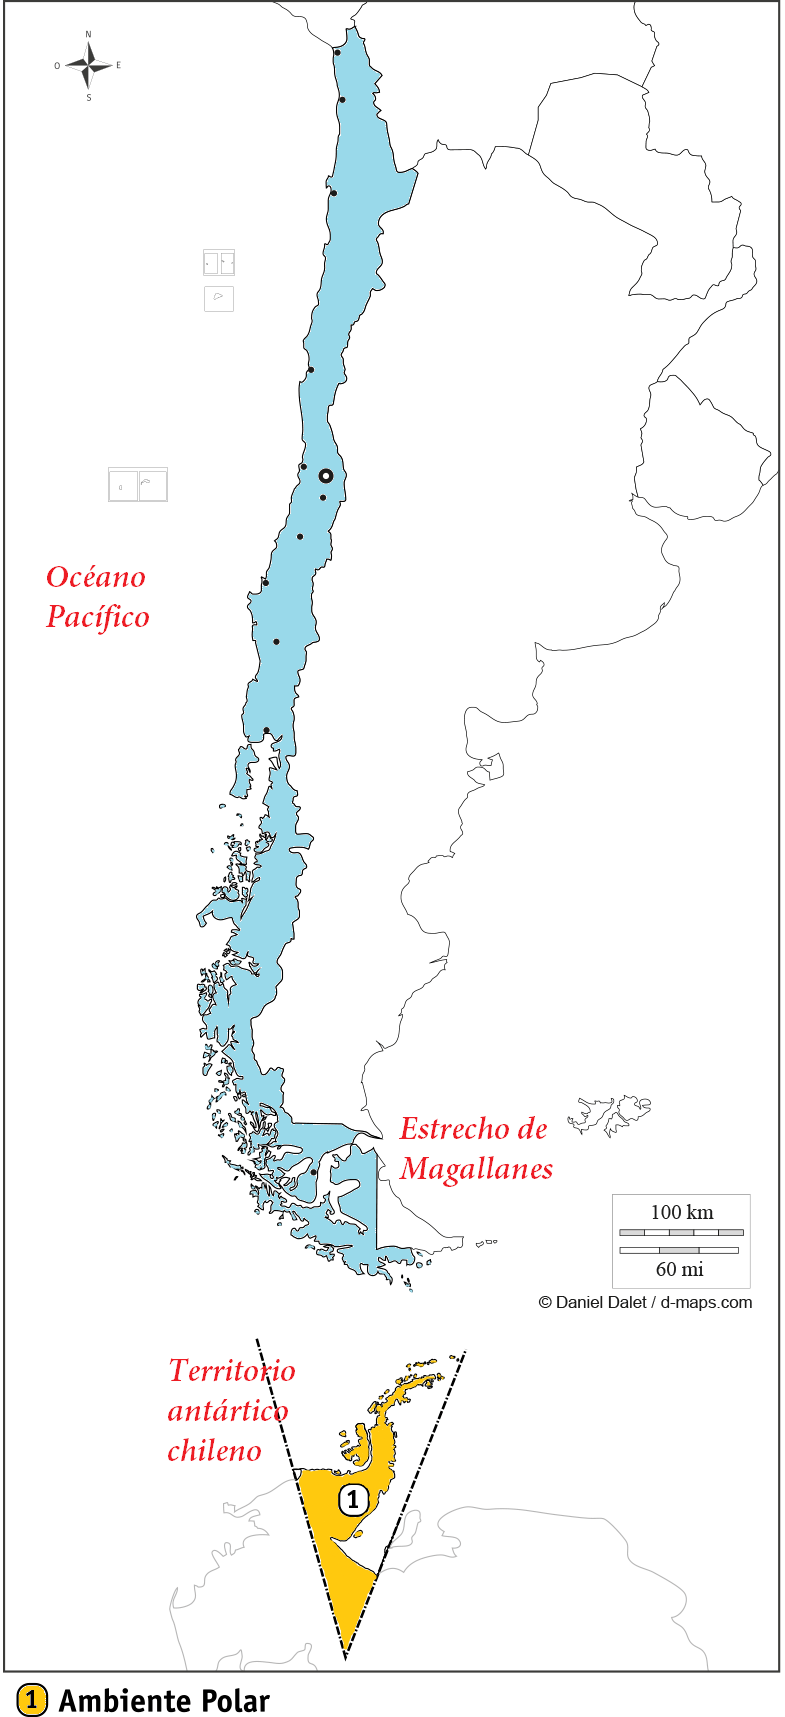 N
O E
S
Océano
Pacífico
Estrecho de
Magallanes
100 km
60 mi
© Daniel Dalet / d-maps.com
Territorio
antártico
chileno
1
1 Ambiente Polar